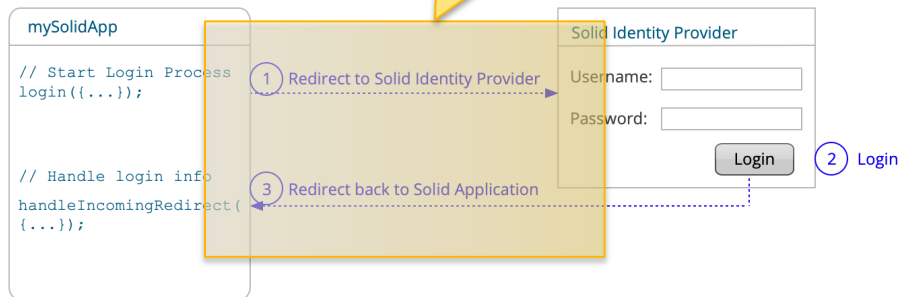 mySolidApp
// Start Login Process
login({...});
// Handle login info
handleIncomingRedirect(
{...});
1 Redirect to Solid Identity Provider
3 Redirect back to Solid Application
Solid Identity Provider
Username:
Password:
Login
2 Login